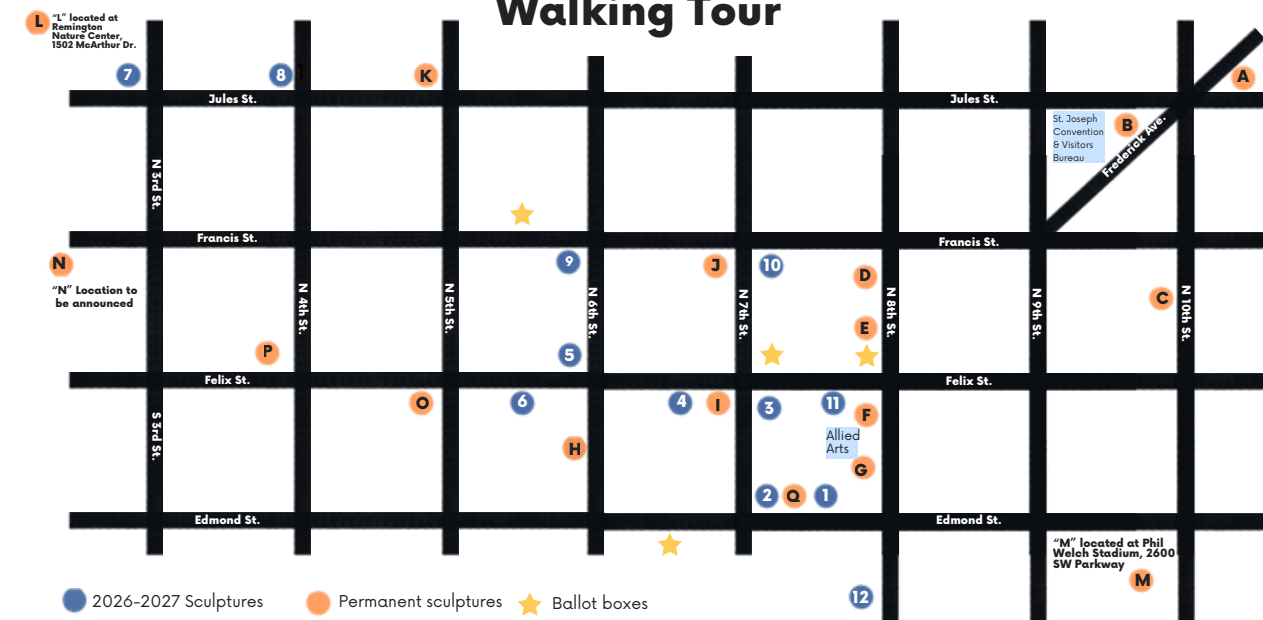 Walking Tour
L
"L" located at
Remington
Nature Center,
1502 McArthur Dr.
7
8
K
A
Jules St.
Jules St.
St. Joseph
Convention
& Visitors
Bureau
B
Frederick Ave.
N 3rd St.
Francis St.
Francis St.
N
"N" Location to
be announced
9
J
10
D
C
E
N 4th St.
N 5th St.
N 6th St.
N 7th St.
N 8th St.
N 9th St.
N 10th St.
P
5
Felix St.
Felix St.
S 3rd St.
O
6
4
I
3
11
F
Allied
Arts
H
G
2
Q
1
Edmond St.
Edmond St.
"M" located at Phil
Welch Stadium, 2600
SW Parkway
M
12
2026-2027 Sculptures
Permanent sculptures
Ballot boxes